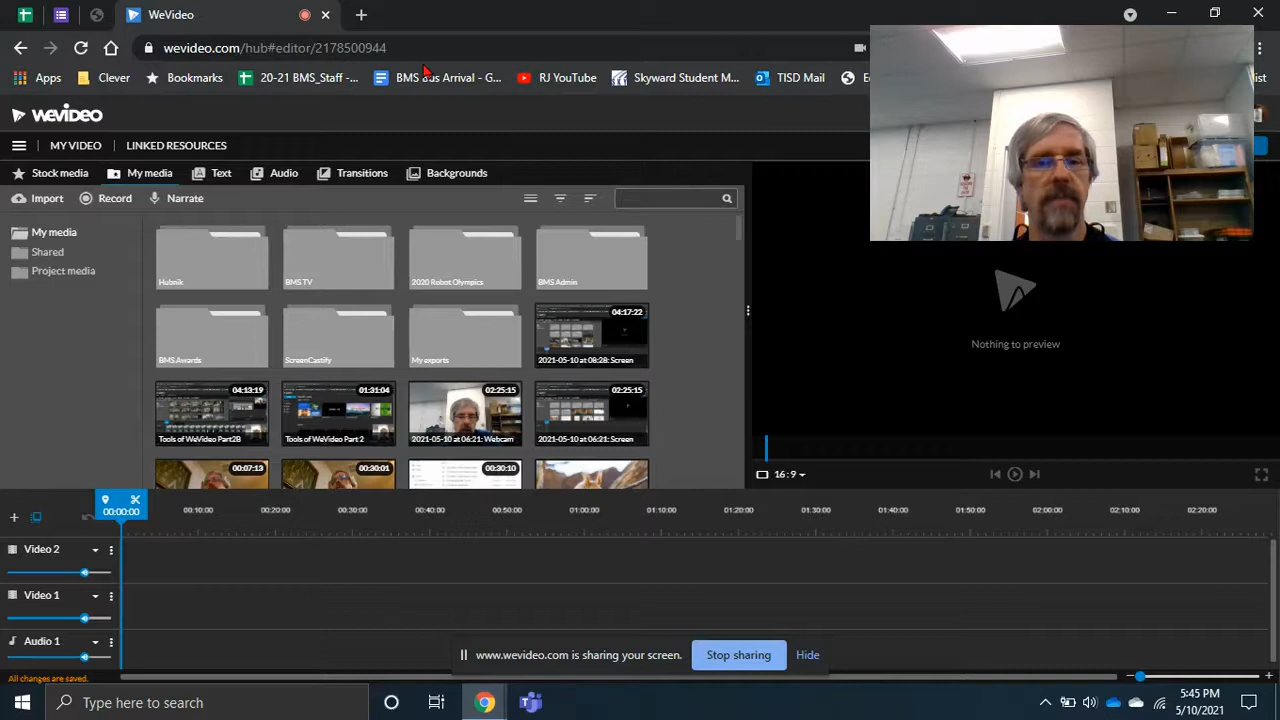 WeVideo
wevideo.com/hub#editor/2178500944
Apps
Clever
Bookmarks
20-21 BMS_Staff -...
BMS Bus Arrival - G...
RJ YouTube
Skyward Student M...
TISD Mail
WEVIDEO
MY VIDEO
LINKED RESOURCES
Stock media
My media
Text
Audio
Transitions
Backgrounds
Import
Record
Narrate
My media
Shared
Project media
Hubnik
BMS TV
2020 Robot Olympics
BMS Admin
BMS Awards
ScreenCastify
My exports
04:17:22
2021-05-10 at 08:28: Screen
04:13:19
Tools of WeVideo Part2B
01:31:04
Tools of WeVideo Part 2
02:25:15
2021-05-10 at 06:21: Webcam
02:25:15
2021-05-10 at 06:21: Screen
00:07:13
00:30:01
00:30:10
Nothing to preview
16:9
00:00:00
00:10:00
00:20:00
00:30:00
00:40:00
00:50:00
01:00:00
01:10:00
01:20:00
01:30:00
01:40:00
01:50:00
02:00:00
02:10:00
02:20:00
Video 2
Video 1
Audio 1
www.wevideo.com is sharing your screen.
Stop sharing
Hide
All changes are saved.
Type here to search
5:45 PM
5/10/2021